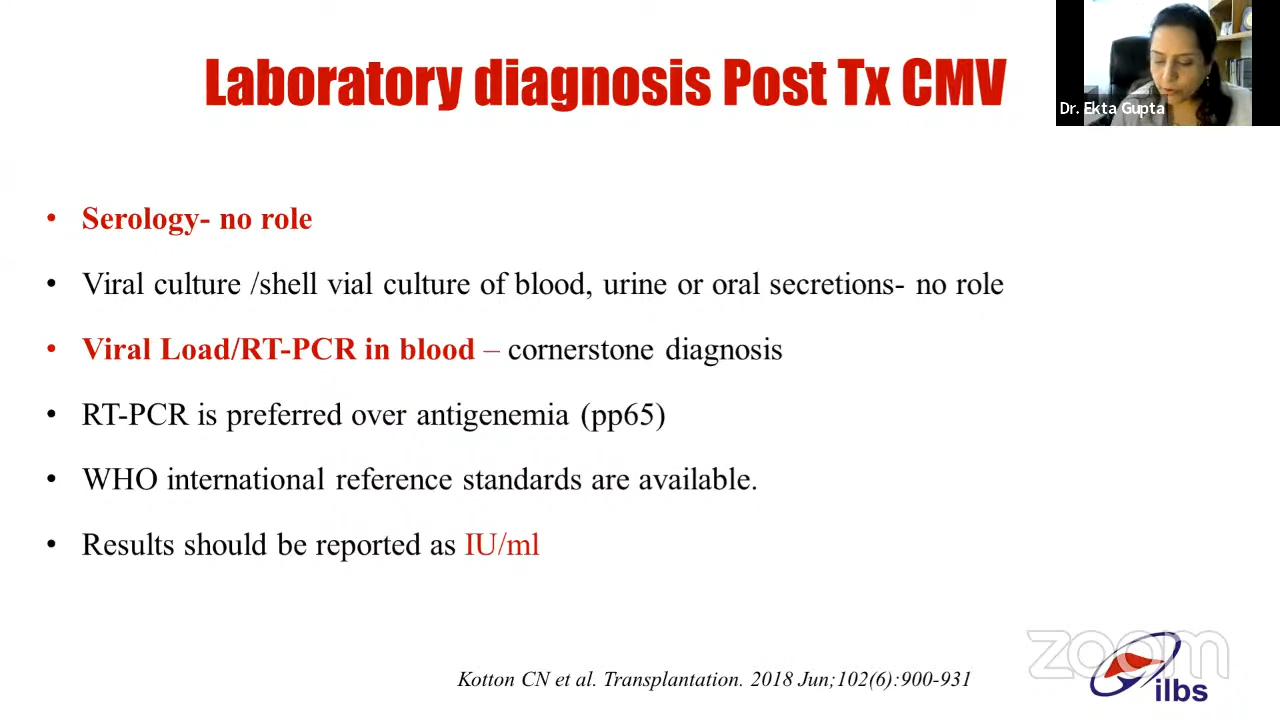 Laboratory diagnosis Post Tx CMV
Dr. Ekta Gupta
• Serology- no role
• Viral culture /shell vial culture of blood, urine or oral secretions- no role
• Viral Load/RT-PCR in blood – cornerstone diagnosis
• RT-PCR is preferred over antigenemia (pp65)
• WHO international reference standards are available.
• Results should be reported as IU/ml
Kotton CN et al. Transplantation. 2018 Jun;102(6):900-931
zoom
ilbs